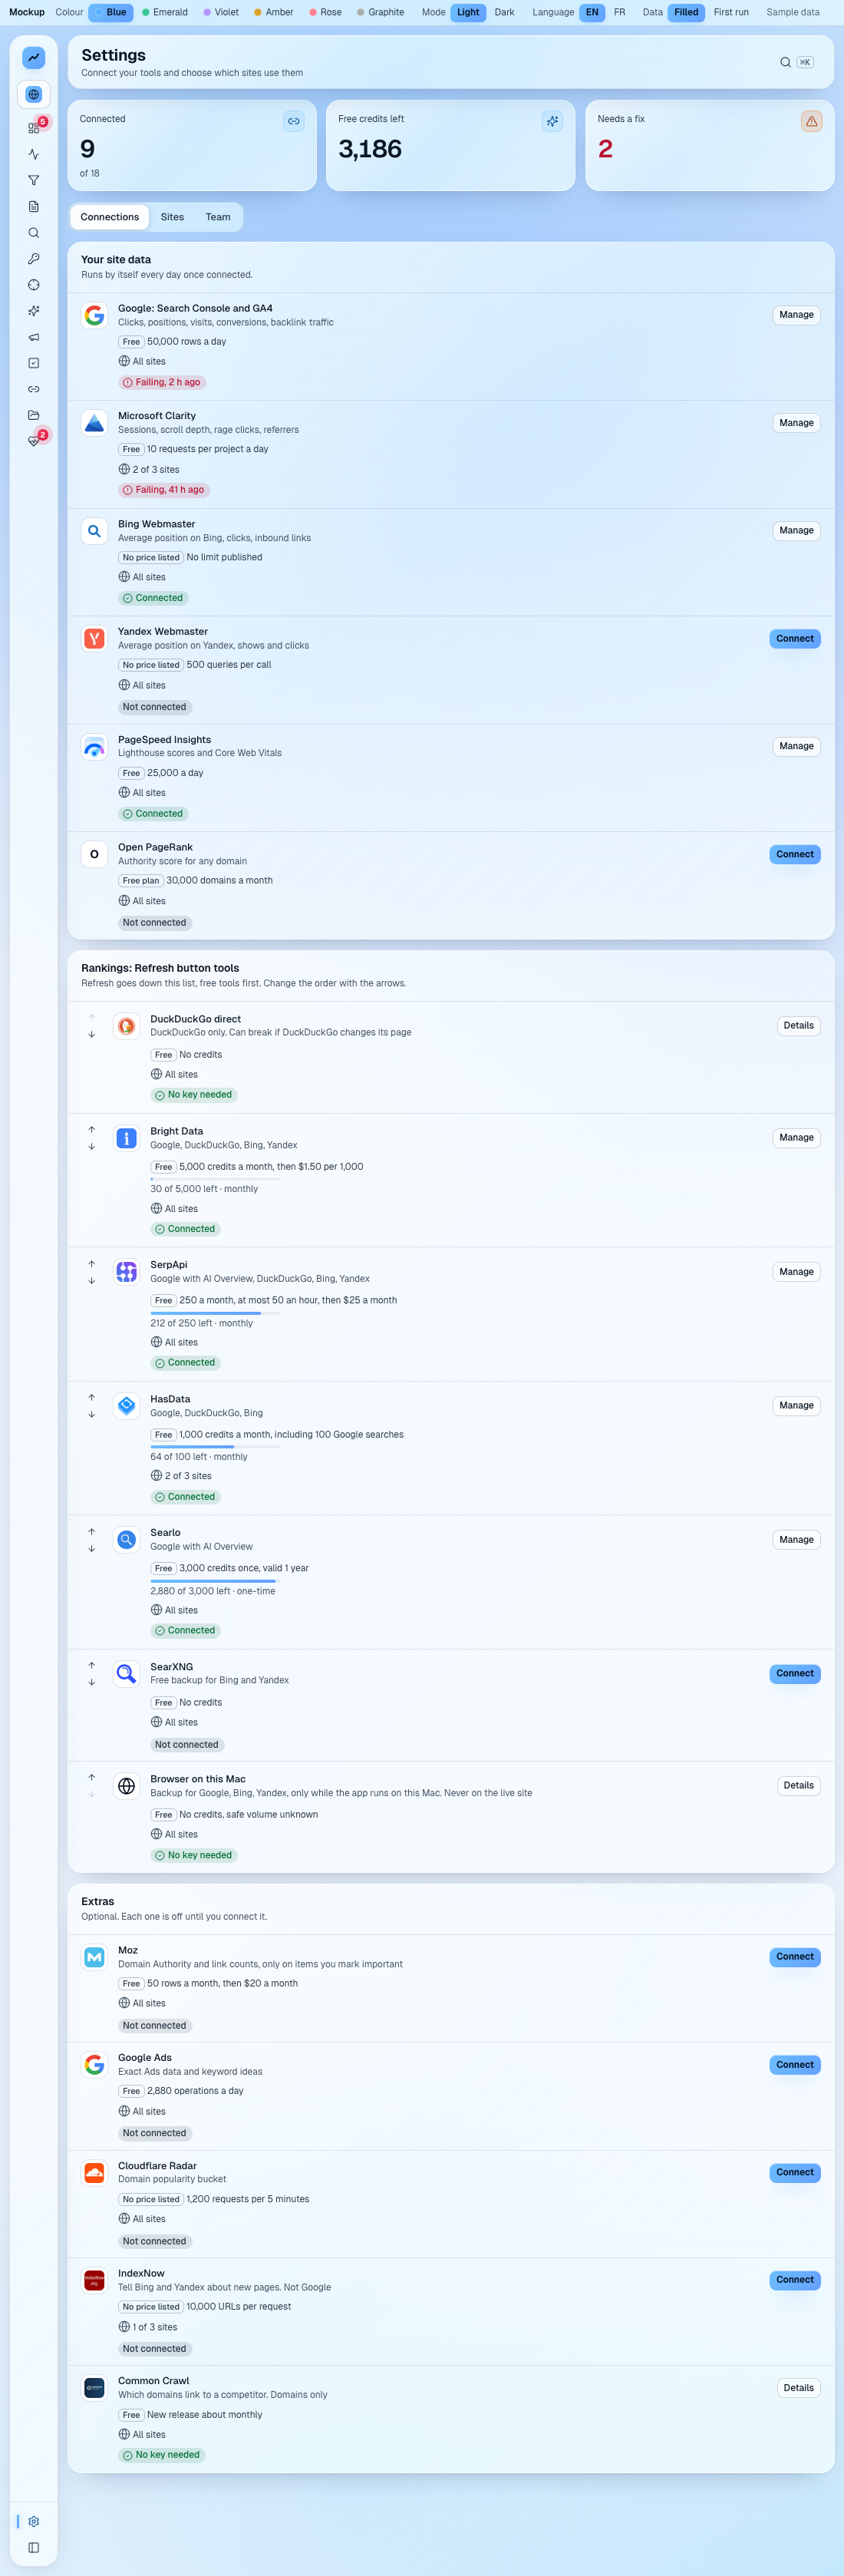 Mockup Colour Blue Emerald Violet Amber Rose Graphite Mode Light Dark Language EN FR Data Filled First run Sample data
Settings
Connect your tools and choose which sites use them
⌘K
Connected
9
of 18
Free credits left
3,186
Needs a fix
2
5
2
Connections Sites Team
Your site data
Runs by itself every day once connected.
Google: Search Console and GA4
Clicks, positions, visits, conversions, backlink traffic
Free 50,000 rows a day
All sites
Failing, 2 h ago
Manage
Microsoft Clarity
Sessions, scroll depth, rage clicks, referrers
Free 10 requests per project a day
2 of 3 sites
Failing, 41 h ago
Manage
Bing Webmaster
Average position on Bing, clicks, inbound links
No price listed No limit published
All sites
Connected
Manage
Yandex Webmaster
Average position on Yandex, shows and clicks
No price listed 500 queries per call
All sites
Not connected
Connect
PageSpeed Insights
Lighthouse scores and Core Web Vitals
Free 25,000 a day
All sites
Connected
Manage
O
Open PageRank
Authority score for any domain
Free plan 30,000 domains a month
All sites
Not connected
Connect
Rankings: Refresh button tools
Refresh goes down this list, free tools first. Change the order with the arrows.
DuckDuckGo direct
DuckDuckGo only. Can break if DuckDuckGo changes its page
Free No credits
All sites
No key needed
Details
Bright Data
Google, DuckDuckGo, Bing, Yandex
Free 5,000 credits a month, then $1.50 per 1,000
30 of 5,000 left · monthly
All sites
Connected
Manage
SerpApi
Google with AI Overview, DuckDuckGo, Bing, Yandex
Free 250 a month, at most 50 an hour, then $25 a month
212 of 250 left · monthly
All sites
Connected
Manage
HasData
Google, DuckDuckGo, Bing
Free 1,000 credits a month, including 100 Google searches
64 of 100 left · monthly
2 of 3 sites
Connected
Manage
Searlo
Google with AI Overview
Free 3,000 credits once, valid 1 year
2,880 of 3,000 left · one-time
All sites
Connected
Manage
SearXNG
Free backup for Bing and Yandex
Free No credits
All sites
Not connected
Connect
Browser on this Mac
Backup for Google, Bing, Yandex, only while the app runs on this Mac. Never on the live site
Free No credits, safe volume unknown
All sites
No key needed
Details
Extras
Optional. Each one is off until you connect it.
Moz
Domain Authority and link counts, only on items you mark important
Free 50 rows a month, then $20 a month
All sites
Not connected
Connect
Google Ads
Exact Ads data and keyword ideas
Free 2,880 operations a day
All sites
Not connected
Connect
Cloudflare Radar
Domain popularity bucket
No price listed 1,200 requests per 5 minutes
All sites
Not connected
Connect
IndexNow
Tell Bing and Yandex about new pages. Not Google
No price listed 10,000 URLs per request
1 of 3 sites
Not connected
Connect
Common Crawl
Which domains link to a competitor. Domains only
Free New release about monthly
All sites
No key needed
Details